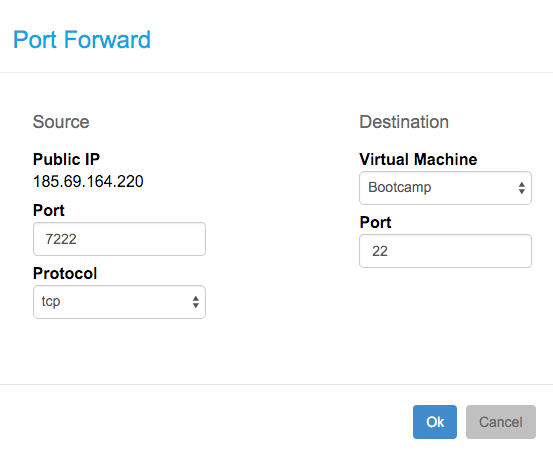 Port Forward
Source
Public IP
185.69.164.220
Port
7222
Protocol
tcp
Destination
Virtual Machine
Bootcamp
Port
22
Ok
Cancel